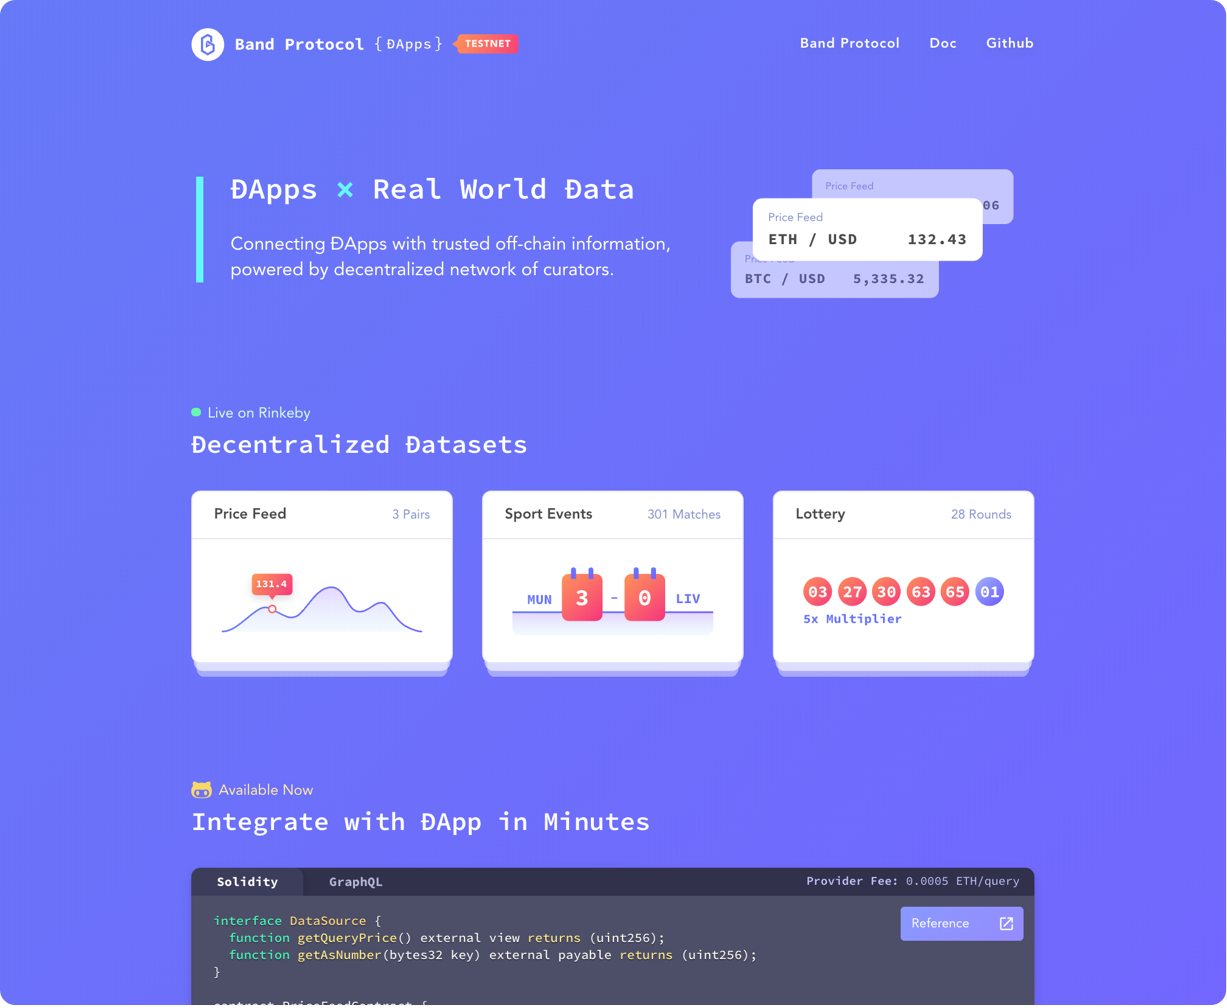 Band Protocol { ĐApps } TESTNET
Band Protocol Doc Github
ĐApps × Real World Đata
Connecting ĐApps with trusted off-chain information,
powered by decentralized network of curators.
Price Feed
06
Price Feed
ETH / USD 132.43
Price Feed
BTC / USD 5,335.32
Live on Rinkeby
Đecentralized Đatasets
Price Feed 3 Pairs
131.4
Sport Events 301 Matches
MUN 3 – 0 LIV
Lottery 28 Rounds
03 27 30 63 65 01
5x Multiplier
Available Now
Integrate with ĐApp in Minutes
Solidity GraphQL Provider Fee: 0.0005 ETH/query
Reference
interface DataSource {
function getQueryPrice() external view returns (uint256);
function getAsNumber(bytes32 key) external payable returns (uint256);
}
contract PriceFeedContract {